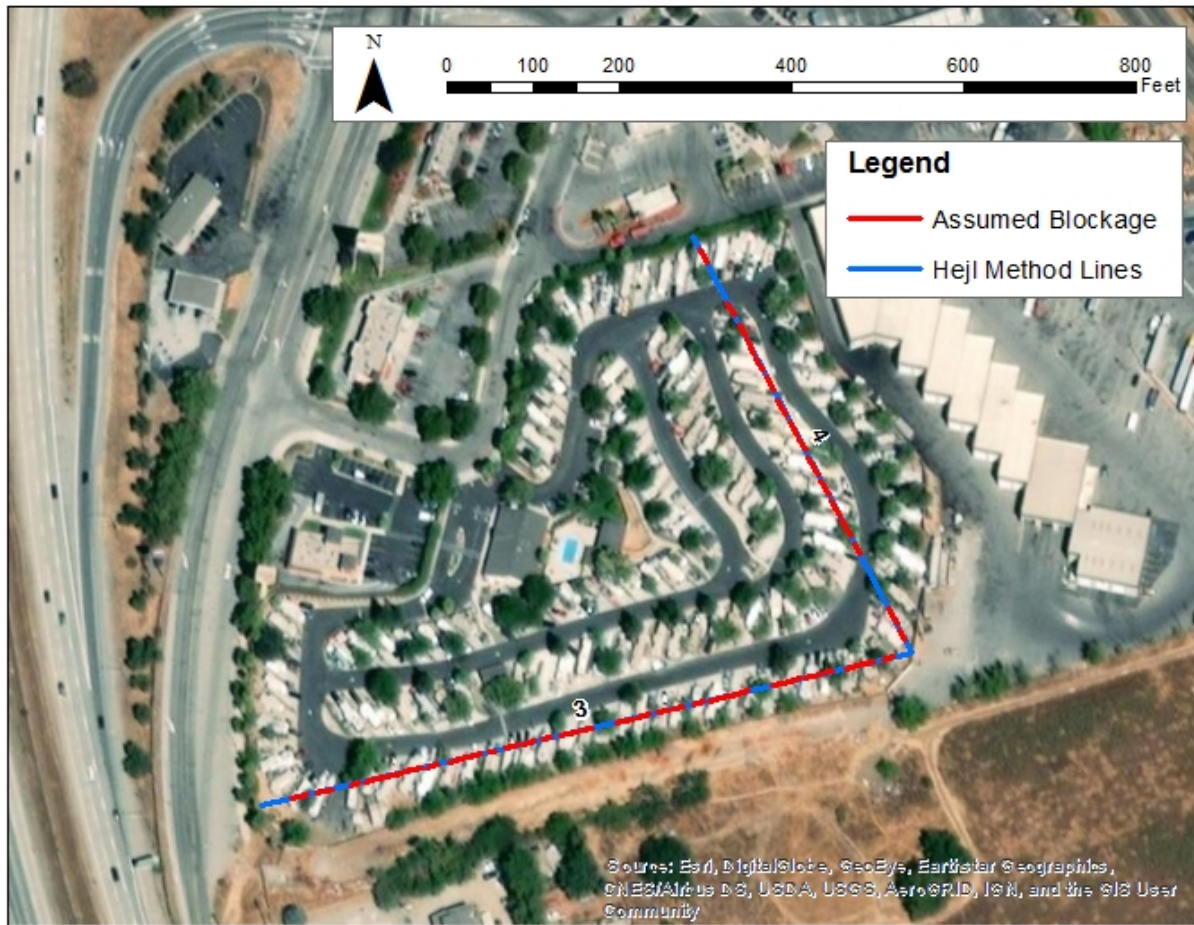 N
0 100 200 400 600 800
Feet
Legend
Assumed Blockage
Hejl Method Lines
4
3
Source: Esri, DigitalGlobe, GeoEye, Earthstar Geographics,
CNES/Airbus DS, USDA, USGS, AeroGRID, IGN, and the GIS User
Community